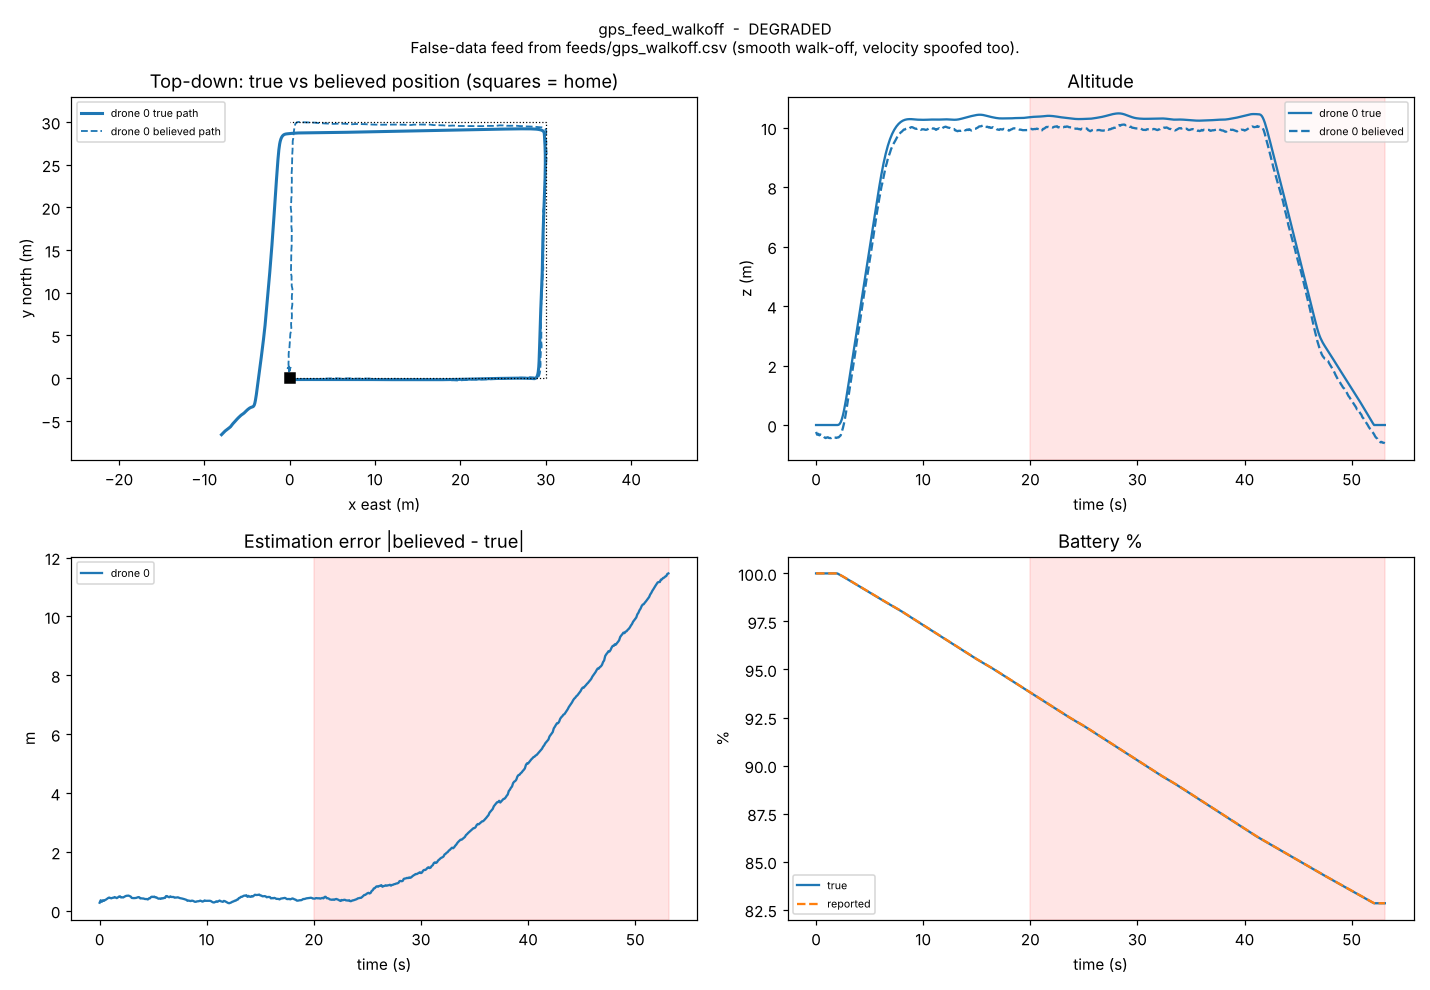 gps_feed_walkoff  -  DEGRADED
False-data feed from feeds/gps_walkoff.csv (smooth walk-off, velocity spoofed too).
Top-down: true vs believed position (squares = home)
drone 0 true path
drone 0 believed path
30
25
20
15
10
5
0
−5
y north (m)
−20
−10
0
10
20
30
40
x east (m)
Altitude
drone 0 true
drone 0 believed
10
8
6
4
2
0
z (m)
0
10
20
30
40
50
time (s)
Estimation error |believed - true|
drone 0
12
10
8
6
4
2
0
m
0
10
20
30
40
50
time (s)
Battery %
100.0
97.5
95.0
92.5
90.0
87.5
85.0
82.5
%
true
reported
0
10
20
30
40
50
time (s)